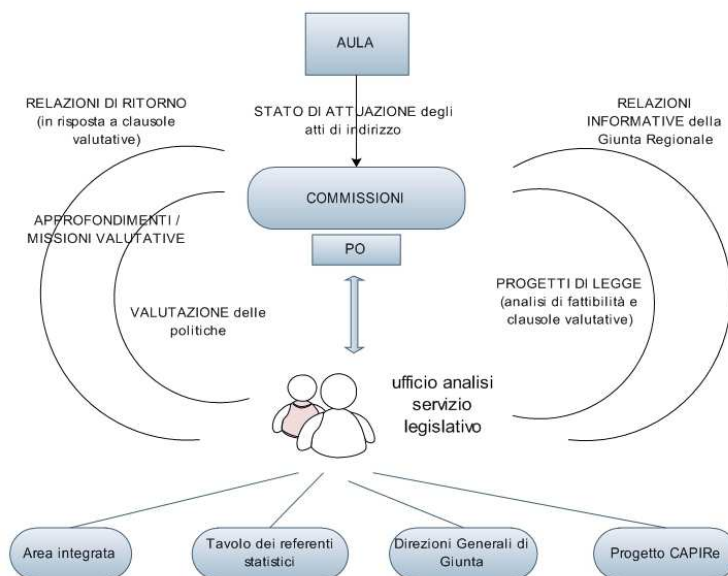 AULA
RELAZIONI DI RITORNO
(in risposta a clausole
valutative)
STATO DI ATTUAZIONE degli
atti di indirizzo
RELAZIONI
INFORMATIVE della
Giunta Regionale
COMMISSIONI
APPROFONDIMENTI /
MISSIONI VALUTATIVE
PO
VALUTAZIONE delle
politiche
PROGETTI DI LEGGE
(analisi di fattibilità e
clausole valutative)
ufficio analisi
servizio
legislativo
Area integrata
Tavolo dei referenti
statistici
Direzioni Generali di
Giunta
Progetto CAPIRe